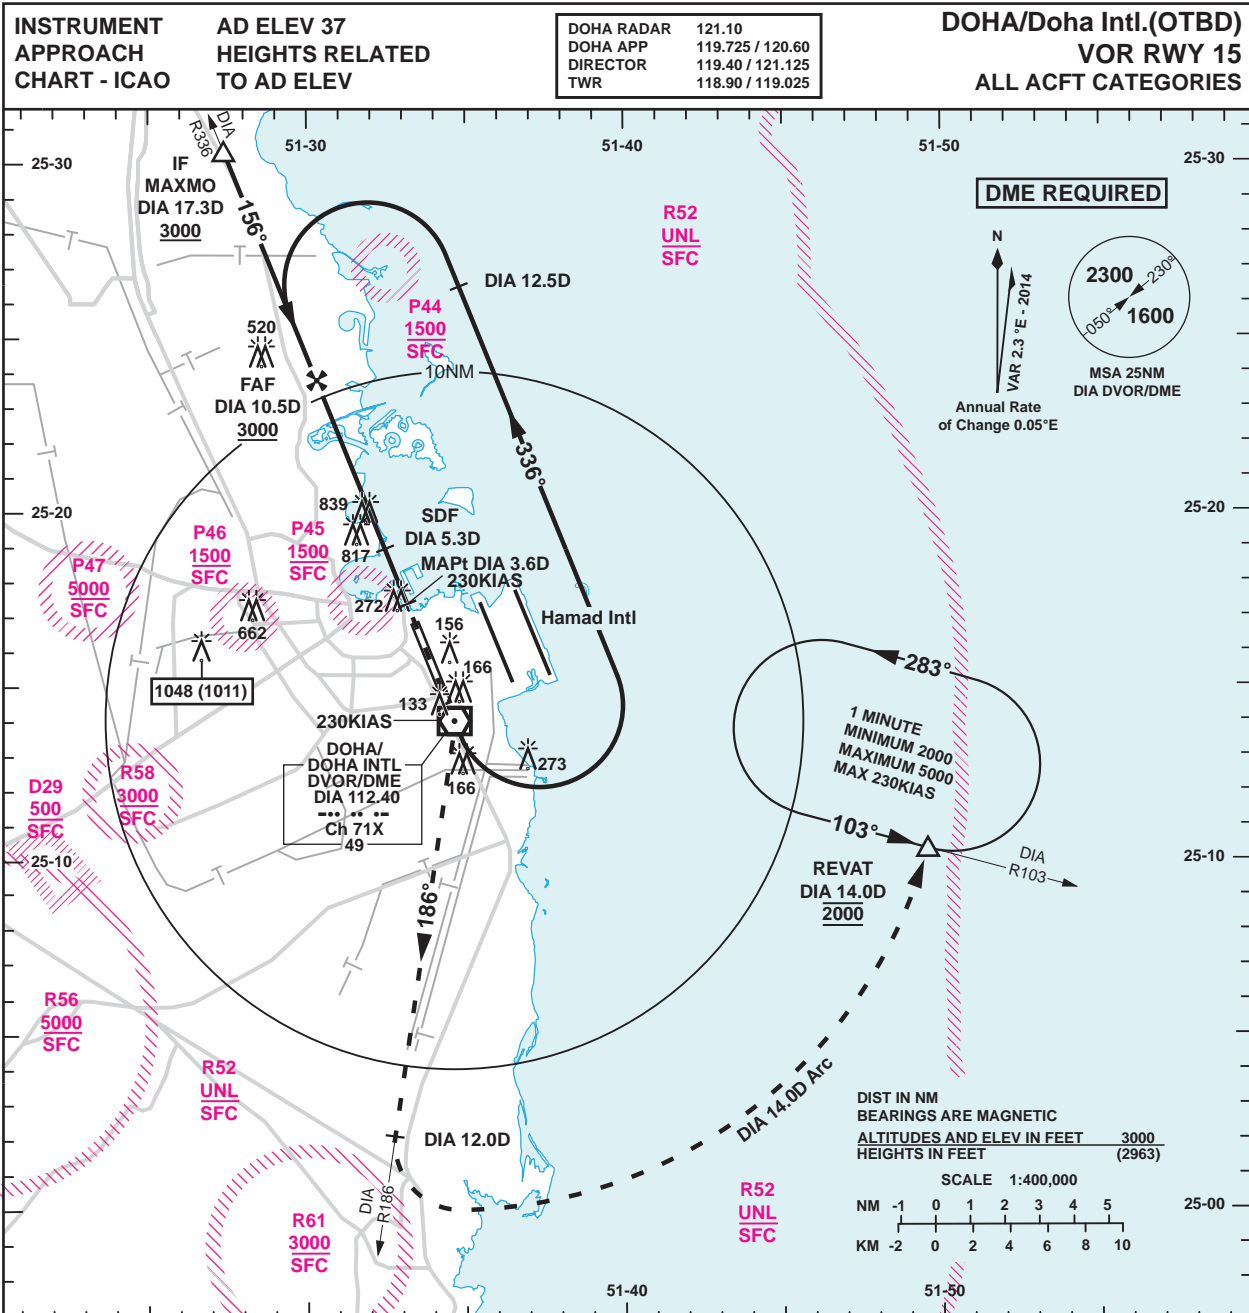 INSTRUMENT
APPROACH
CHART - ICAO
AD ELEV 37
HEIGHTS RELATED
TO AD ELEV
DOHA RADAR 121.10
DOHA APP 119.725 / 120.60
DIRECTOR 119.40 / 121.125
TWR 118.90 / 119.025
DOHA/Doha Intl.(OTBD)
VOR RWY 15
ALL ACFT CATEGORIES
51-30
51-40
51-50
25-30
25-30
DIA
R336
IF
MAXMO
DIA 17.3D
3000
156°
R52
UNL
SFC
DME REQUIRED
N
VAR 2.3 °E - 2014
Annual Rate
of Change 0.05°E
2300
230°
050°
1600
MSA 25NM
DIA DVOR/DME
DIA 12.5D
P44
1500
SFC
10NM
520
FAF
DIA 10.5D
3000
336°
25-20
25-20
839
817
SDF
DIA 5.3D
MAPt DIA 3.6D
230KIAS
272
P47
5000
SFC
P46
1500
SFC
P45
1500
SFC
662
1048 (1011)
156
166
133
Hamad Intl
230KIAS
DOHA/
DOHA INTL
DVOR/DME
DIA 112.40
Ch 71X
49
166
273
283°
1 MINUTE
MINIMUM 2000
MAXIMUM 5000
MAX 230KIAS
103°
D29
500
SFC
R58
3000
SFC
25-10
25-10
REVAT
DIA 14.0D
2000
DIA
R103
186°
R56
5000
SFC
R52
UNL
SFC
DIA 12.0D
DIA 14.0D Arc
DIA
R186
R61
3000
SFC
R52
UNL
SFC
DIST IN NM
BEARINGS ARE MAGNETIC
ALTITUDES AND ELEV IN FEET 3000
HEIGHTS IN FEET (2963)
SCALE 1:400,000
NM -1 0 1 2 3 4 5
KM -2 0 2 4 6 8 10
25-00
25-00
51-40
51-50